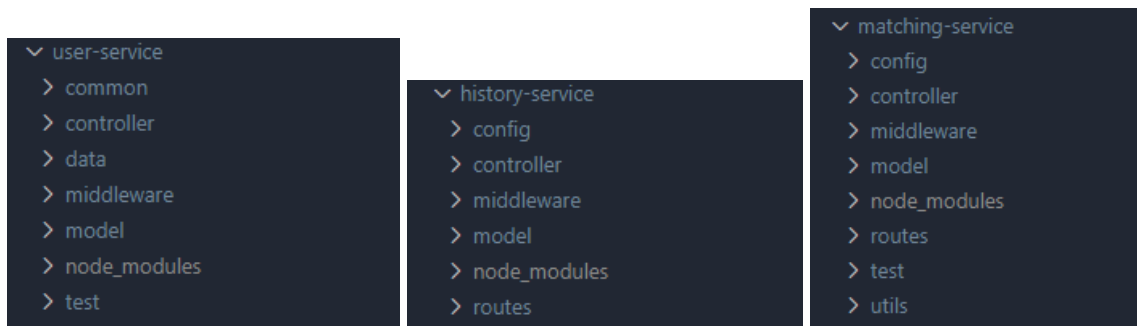 user-service
common
controller
data
middleware
model
node_modules
test
history-service
config
controller
middleware
model
node_modules
routes
matching-service
config
controller
middleware
model
node_modules
routes
test
utils